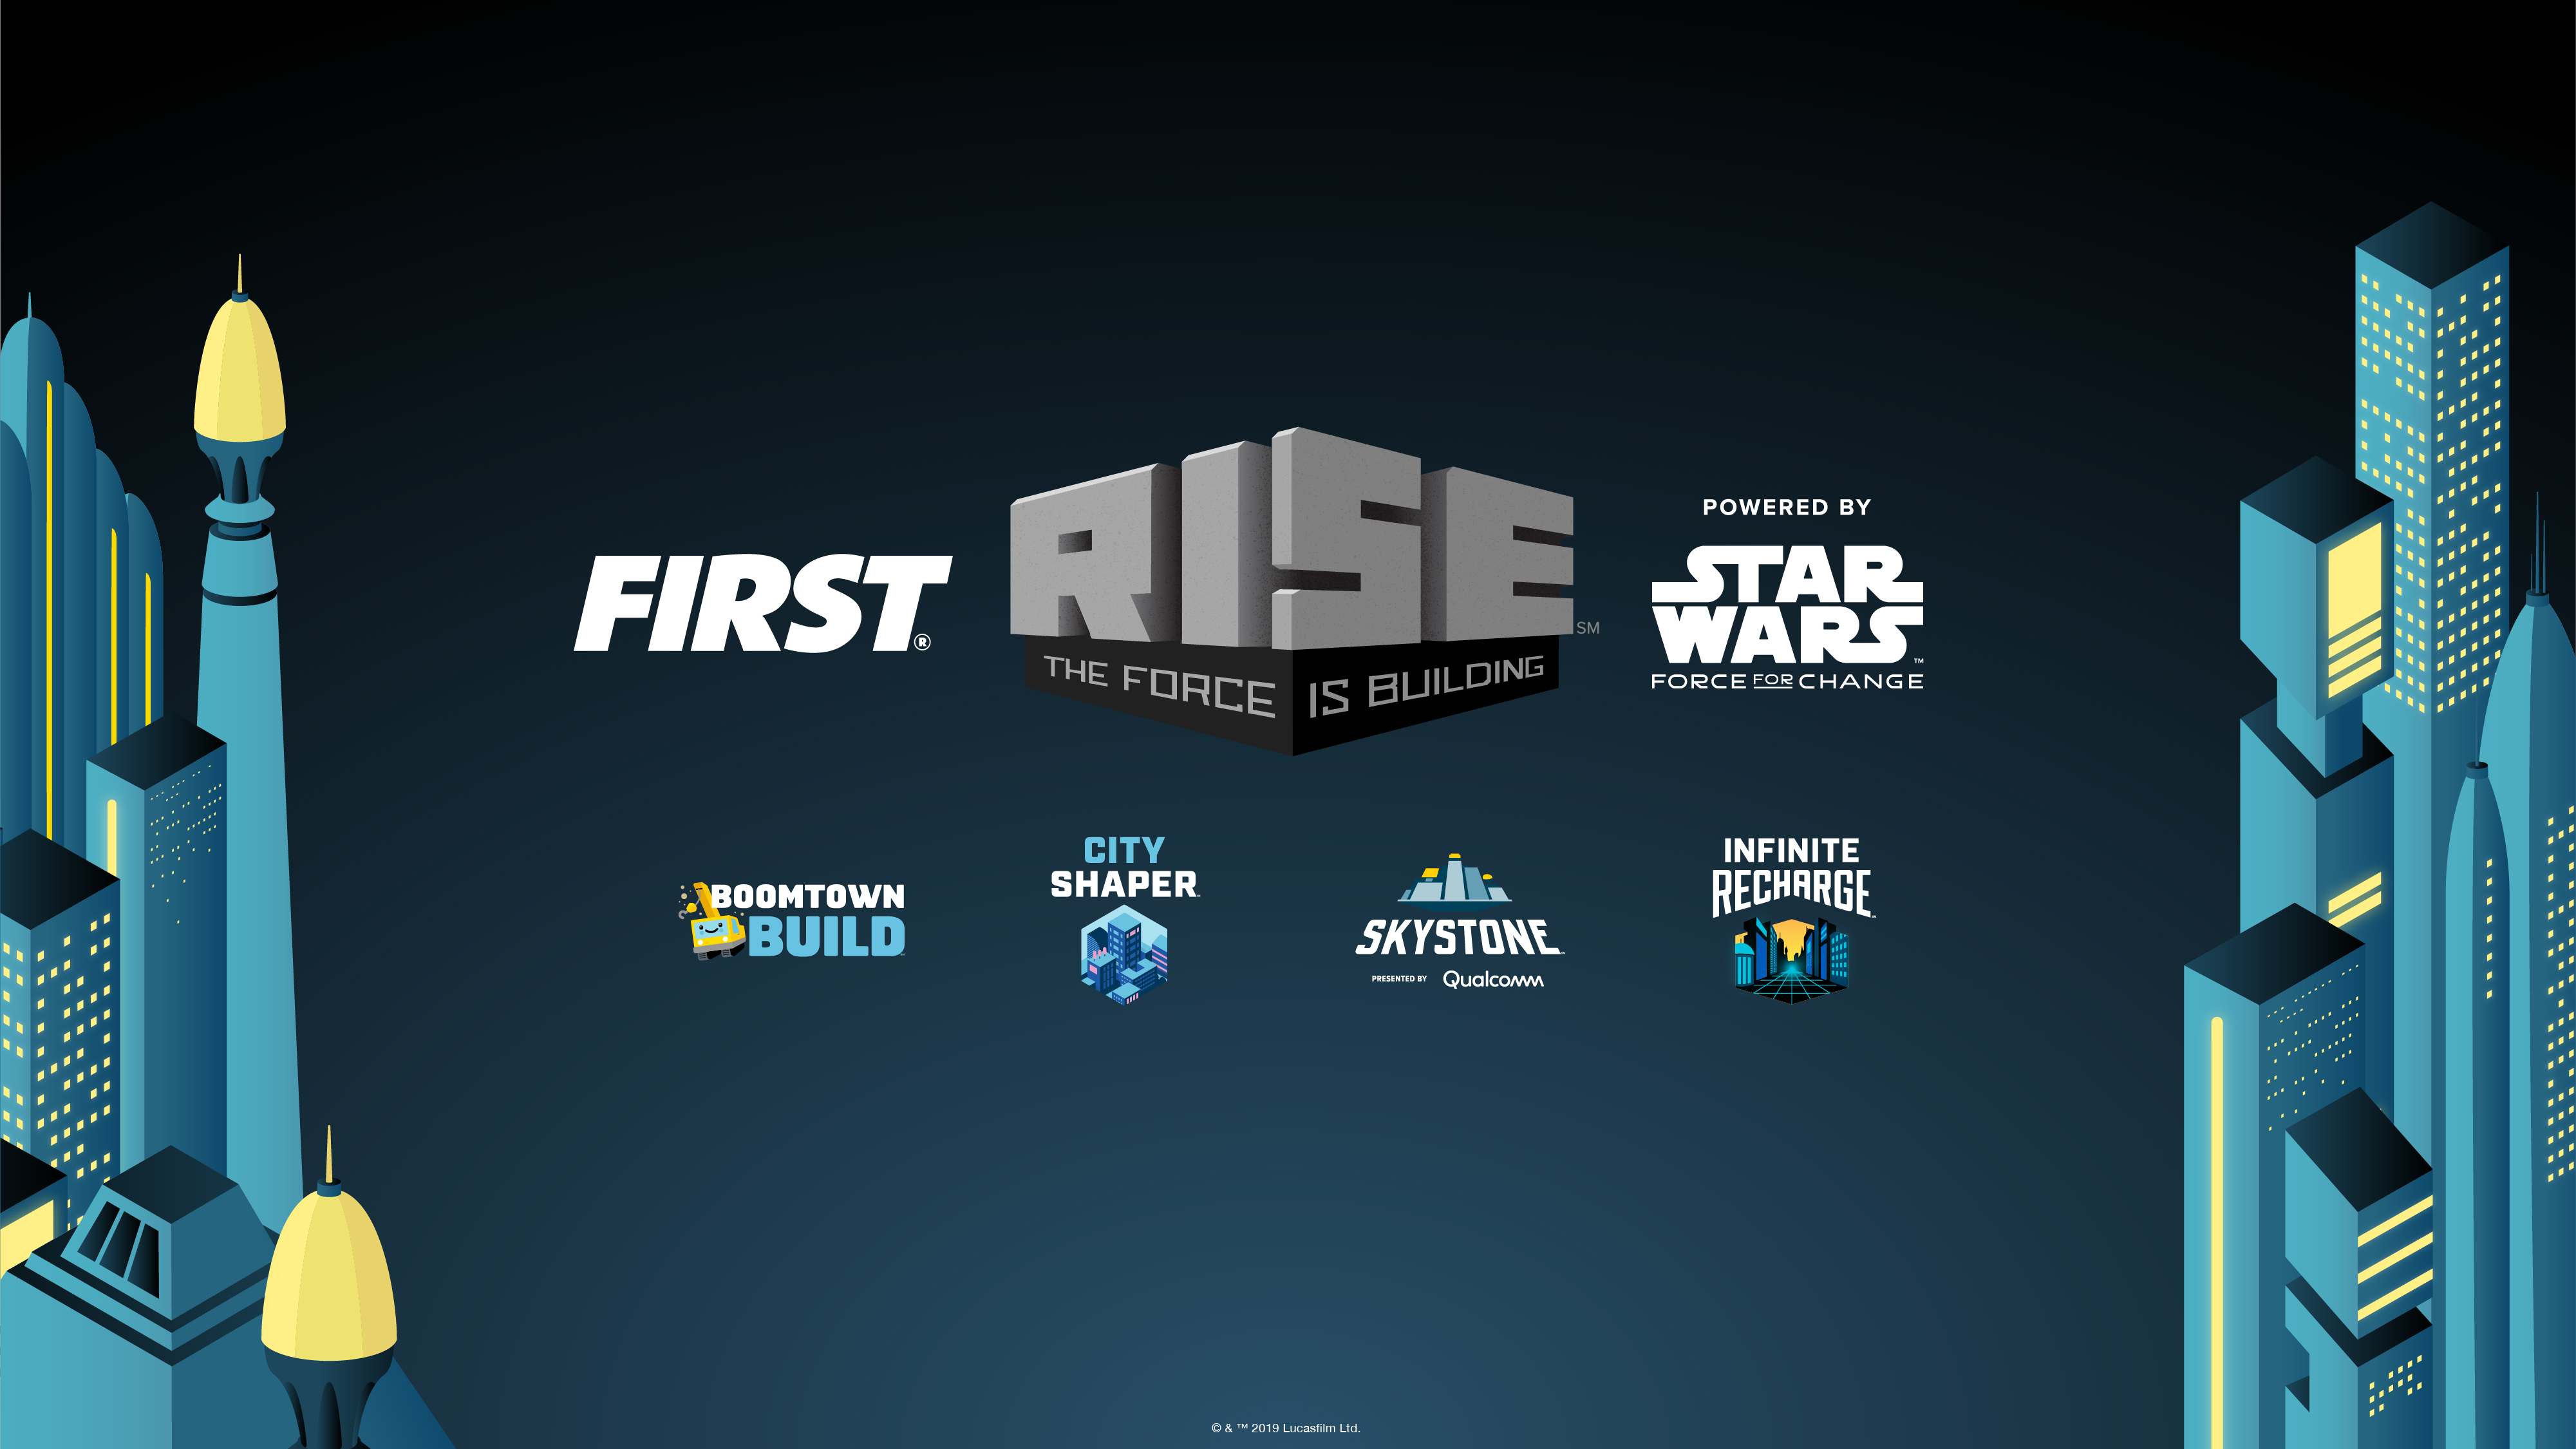 FIRST®
RISE℠
THE FORCE IS BUILDING
POWERED BY
STAR
WARS™
FORCE FOR CHANGE
BOOMTOWN
BUILD
CITY
SHAPER
SKYSTONE
PRESENTED BY Qualcomm
INFINITE
RECHARGE
© & ™ 2019 Lucasfilm Ltd.